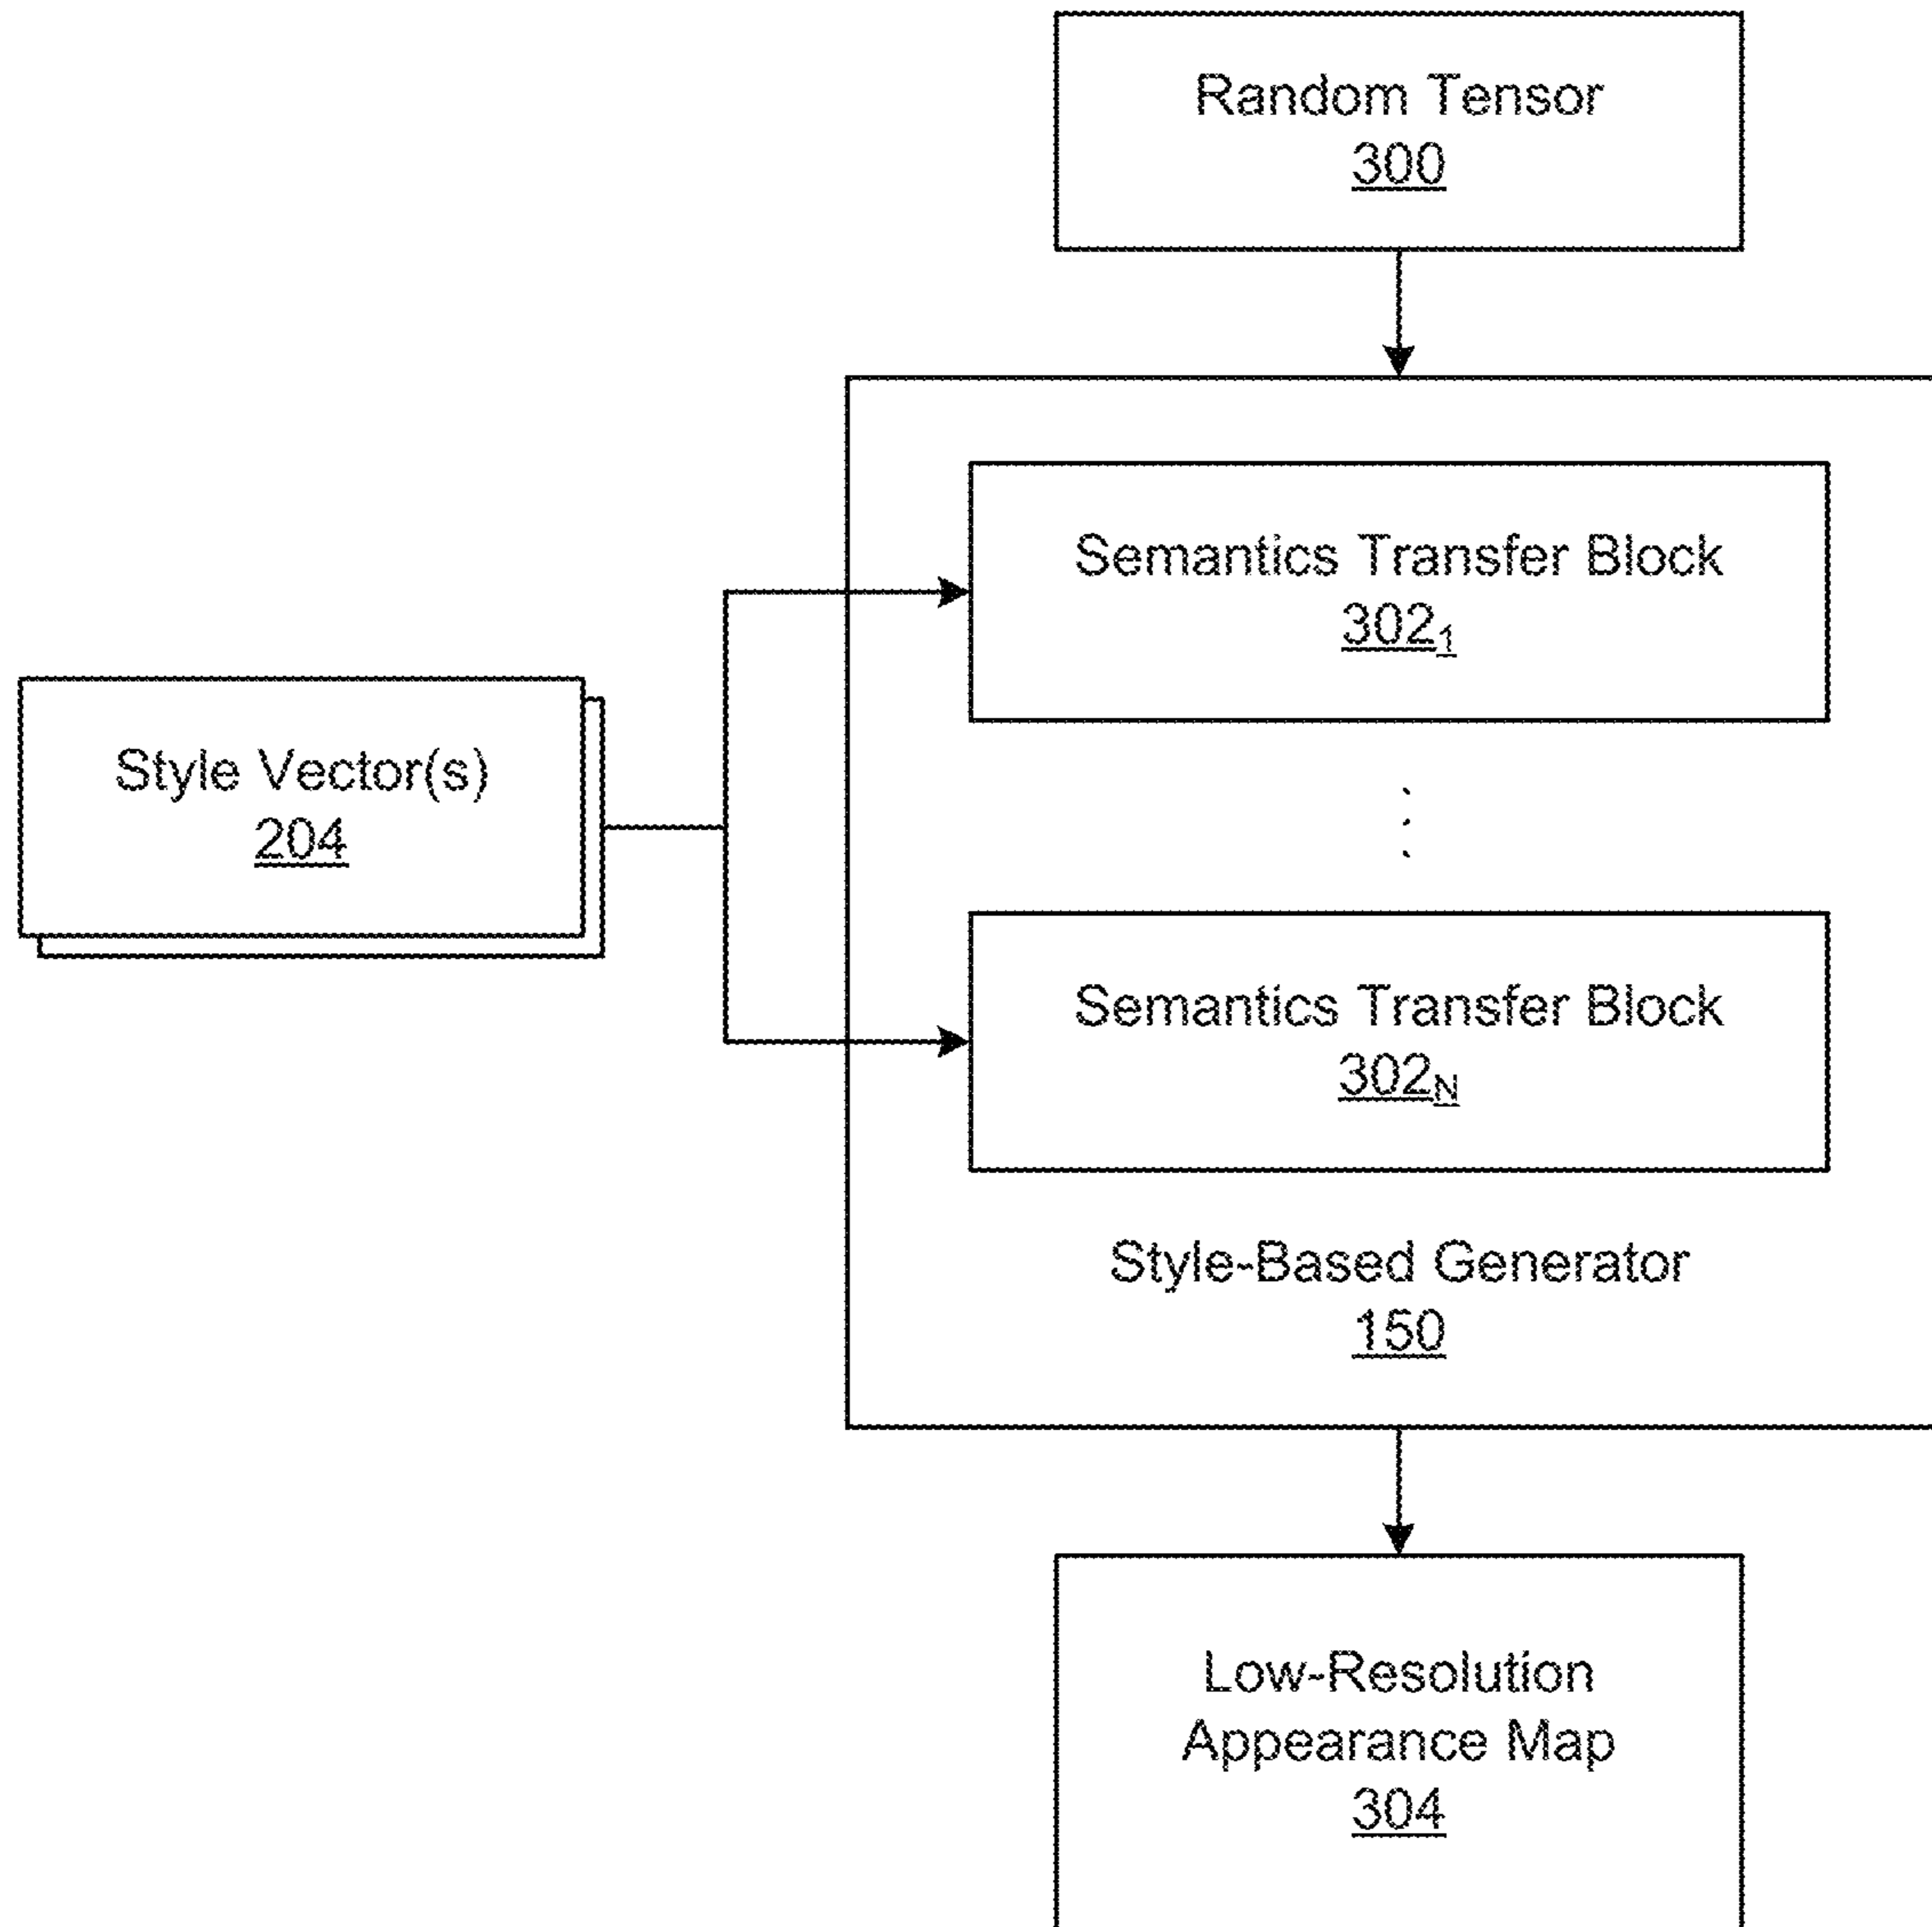 Random Tensor
300
Semantics Transfer Block
302₁
Style Vector(s)
204
Semantics Transfer Block
302N
Style-Based Generator
150
Low-Resolution
Appearance Map
304